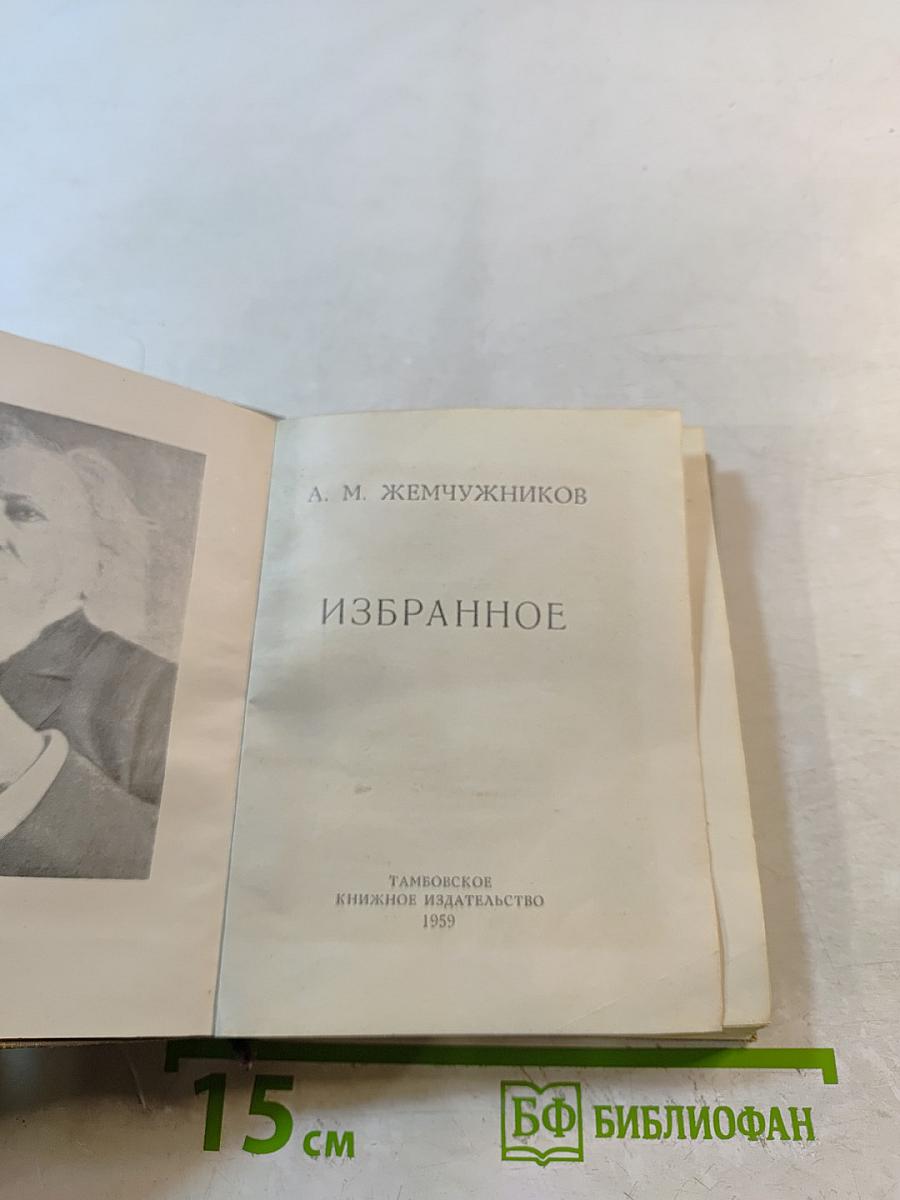 А. М. ЖЕМЧУЖНИКОВ
ИЗБРАННОЕ
ТАМБОВСКОЕ
КНИЖНОЕ ИЗДАТЕЛЬСТВО
1959
15 см
БФ БИБЛИОФАН